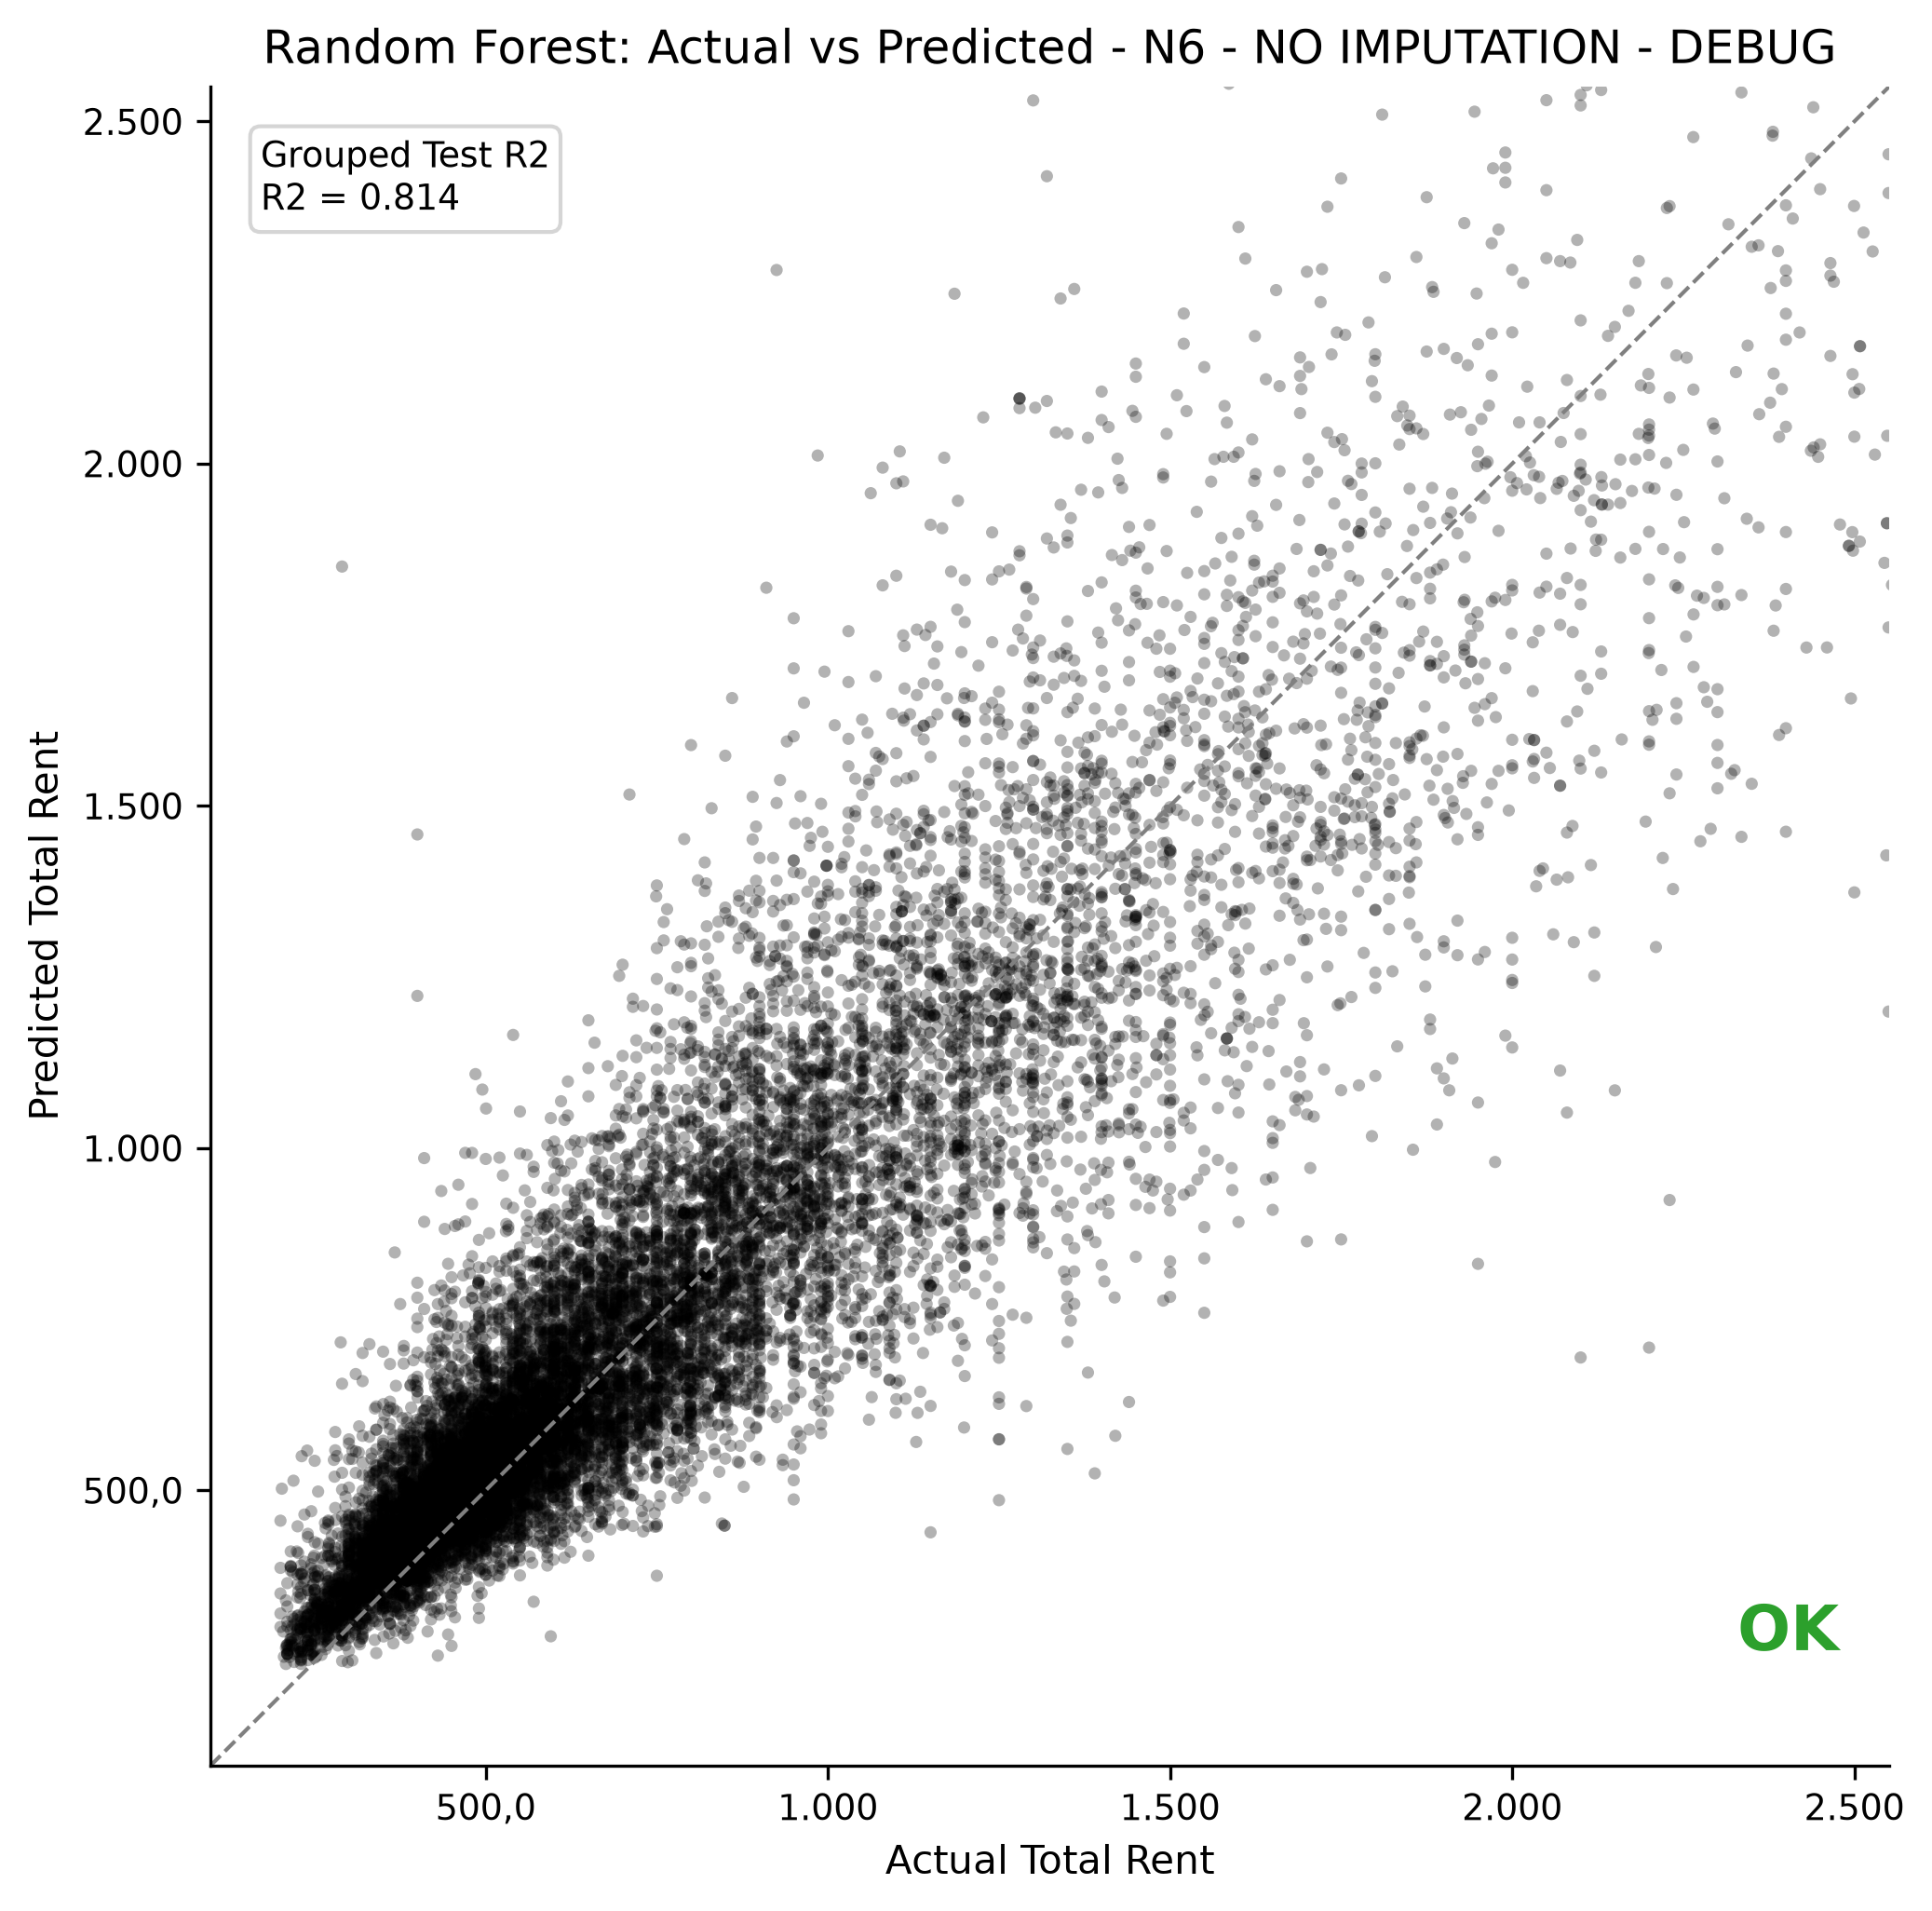 Random Forest: Actual vs Predicted - N6 - NO IMPUTATION - DEBUG
Grouped Test R2
R2 = 0.814
2.500
2.000
1.500
1.000
500,0
Predicted Total Rent
OK
500,0
1.000
1.500
2.000
2.500
Actual Total Rent